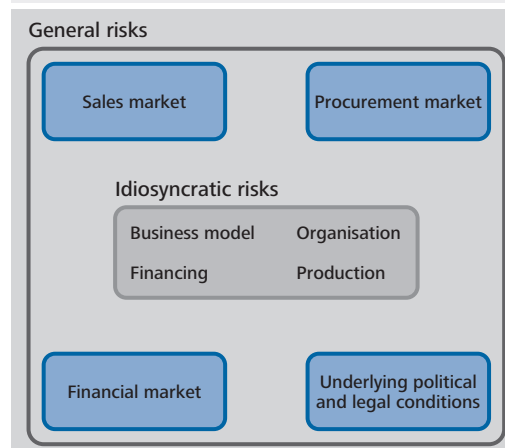 General risks
Sales market
Procurement market
Idiosyncratic risks
Business model
Organisation
Financing
Production
Financial market
Underlying political
and legal conditions